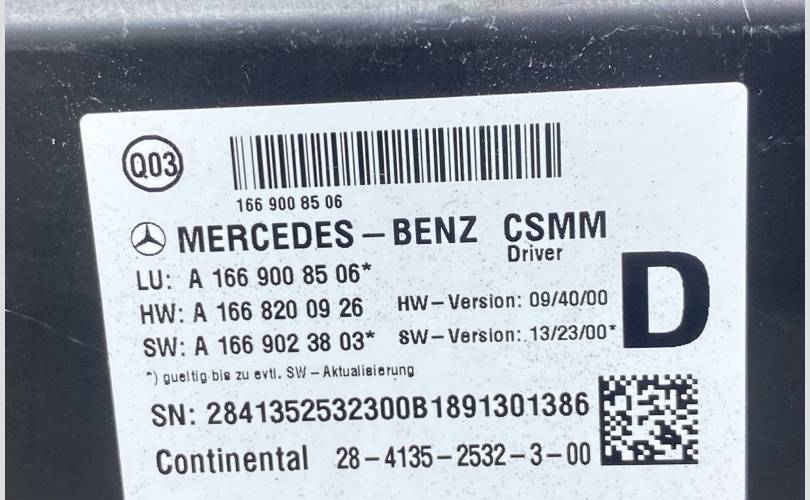 Q03
166 900 85 06
MERCEDES-BENZ CSMM
Driver
LU: A 166 900 85 06*
HW: A 166 820 09 26 HW-Version: 09/40/00
SW: A 166 902 38 03* SW-Version: 13/23/00*
D
*) gueltig bis zu evtl. SW-Aktualisierung
SN: 2841352532300B1891301386
Continental 28-4135-2532-3-00